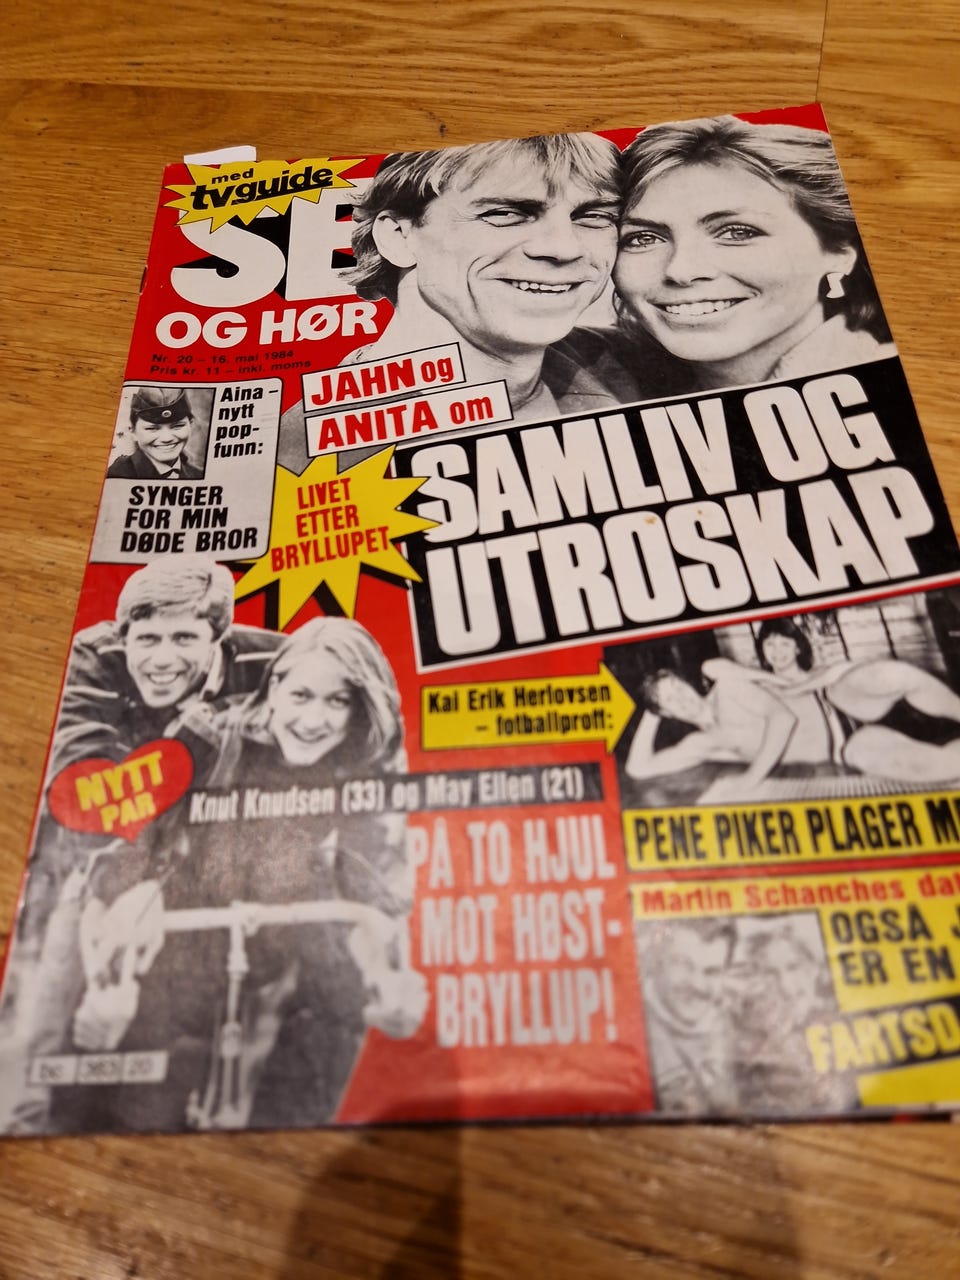 med
tvguide
SE
OG HØR
Nr. 20 – 16. mai 1984
Pris kr. 11 – inkl. moms
JAHN og
ANITA om
SAMLIV OG
UTROSKAP
Aina –
nytt
pop-
funn:
SYNGER
FOR MIN
DØDE BROR
LIVET
ETTER
BRYLLUPET
Kai Erik Herlovsen
– fotballproff:
PENE PIKER PLAGER ME
NYTT
PAR
Knut Knudsen (33) og May Ellen (21)
PÅ TO HJUL
MOT HØST-
BRYLLUP!
Martin Schanches dat
OGSÅ J
ER EN
FARTSD